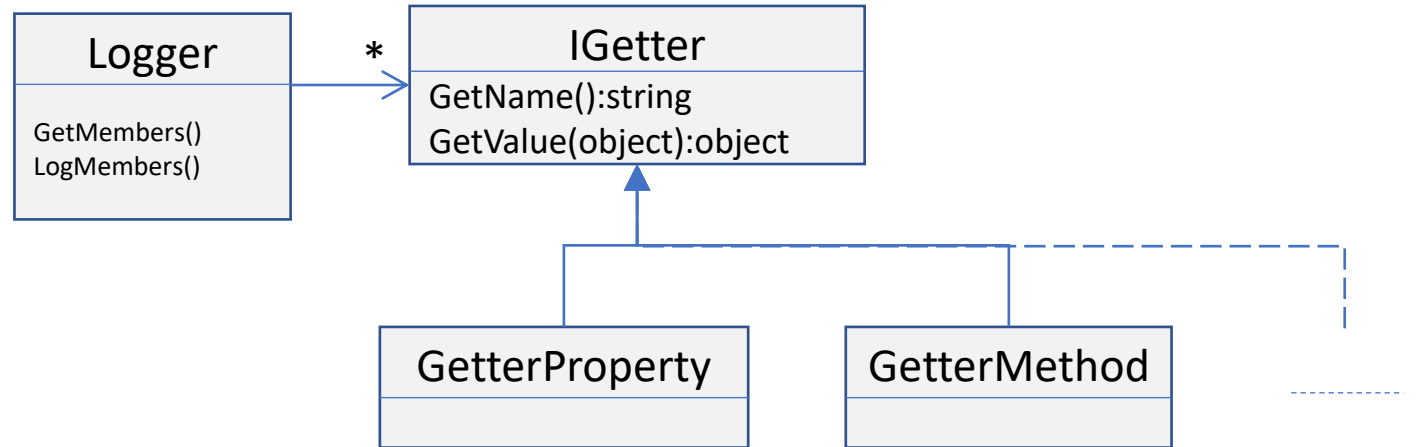 Logger
GetMembers()
LogMembers()
*
IGetter
GetName():string
GetValue(object):object
GetterProperty
GetterMethod